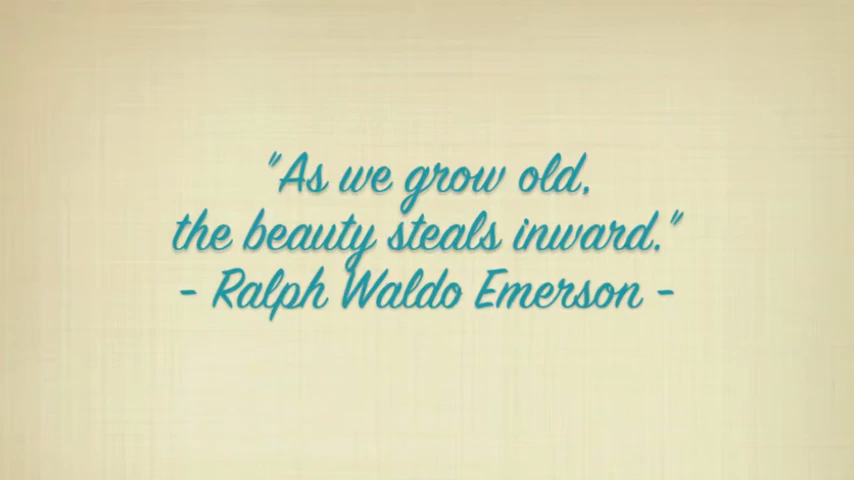 "As we grow old,
the beauty steals inward."
- Ralph Waldo Emerson -